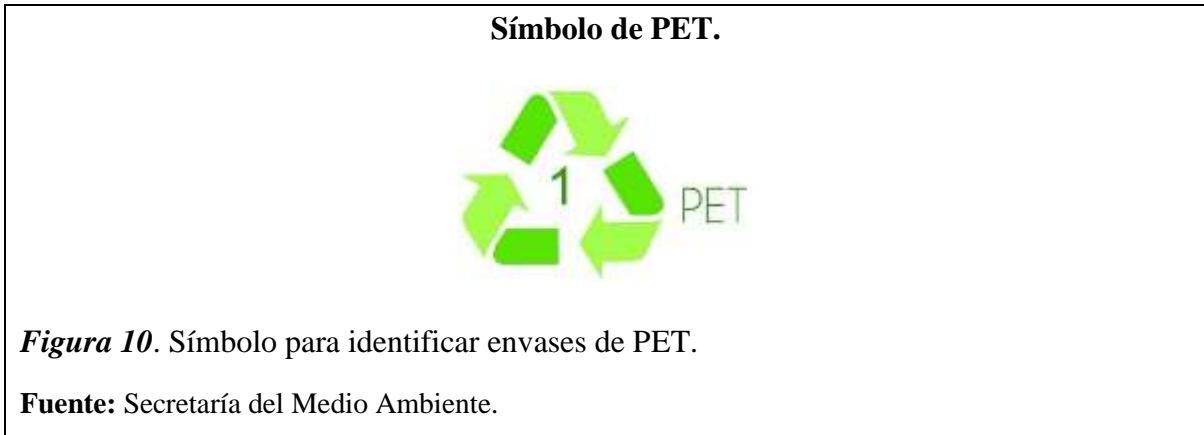 Símbolo de PET.
1
PET
Figura 10. Símbolo para identificar envases de PET.
Fuente: Secretaría del Medio Ambiente.